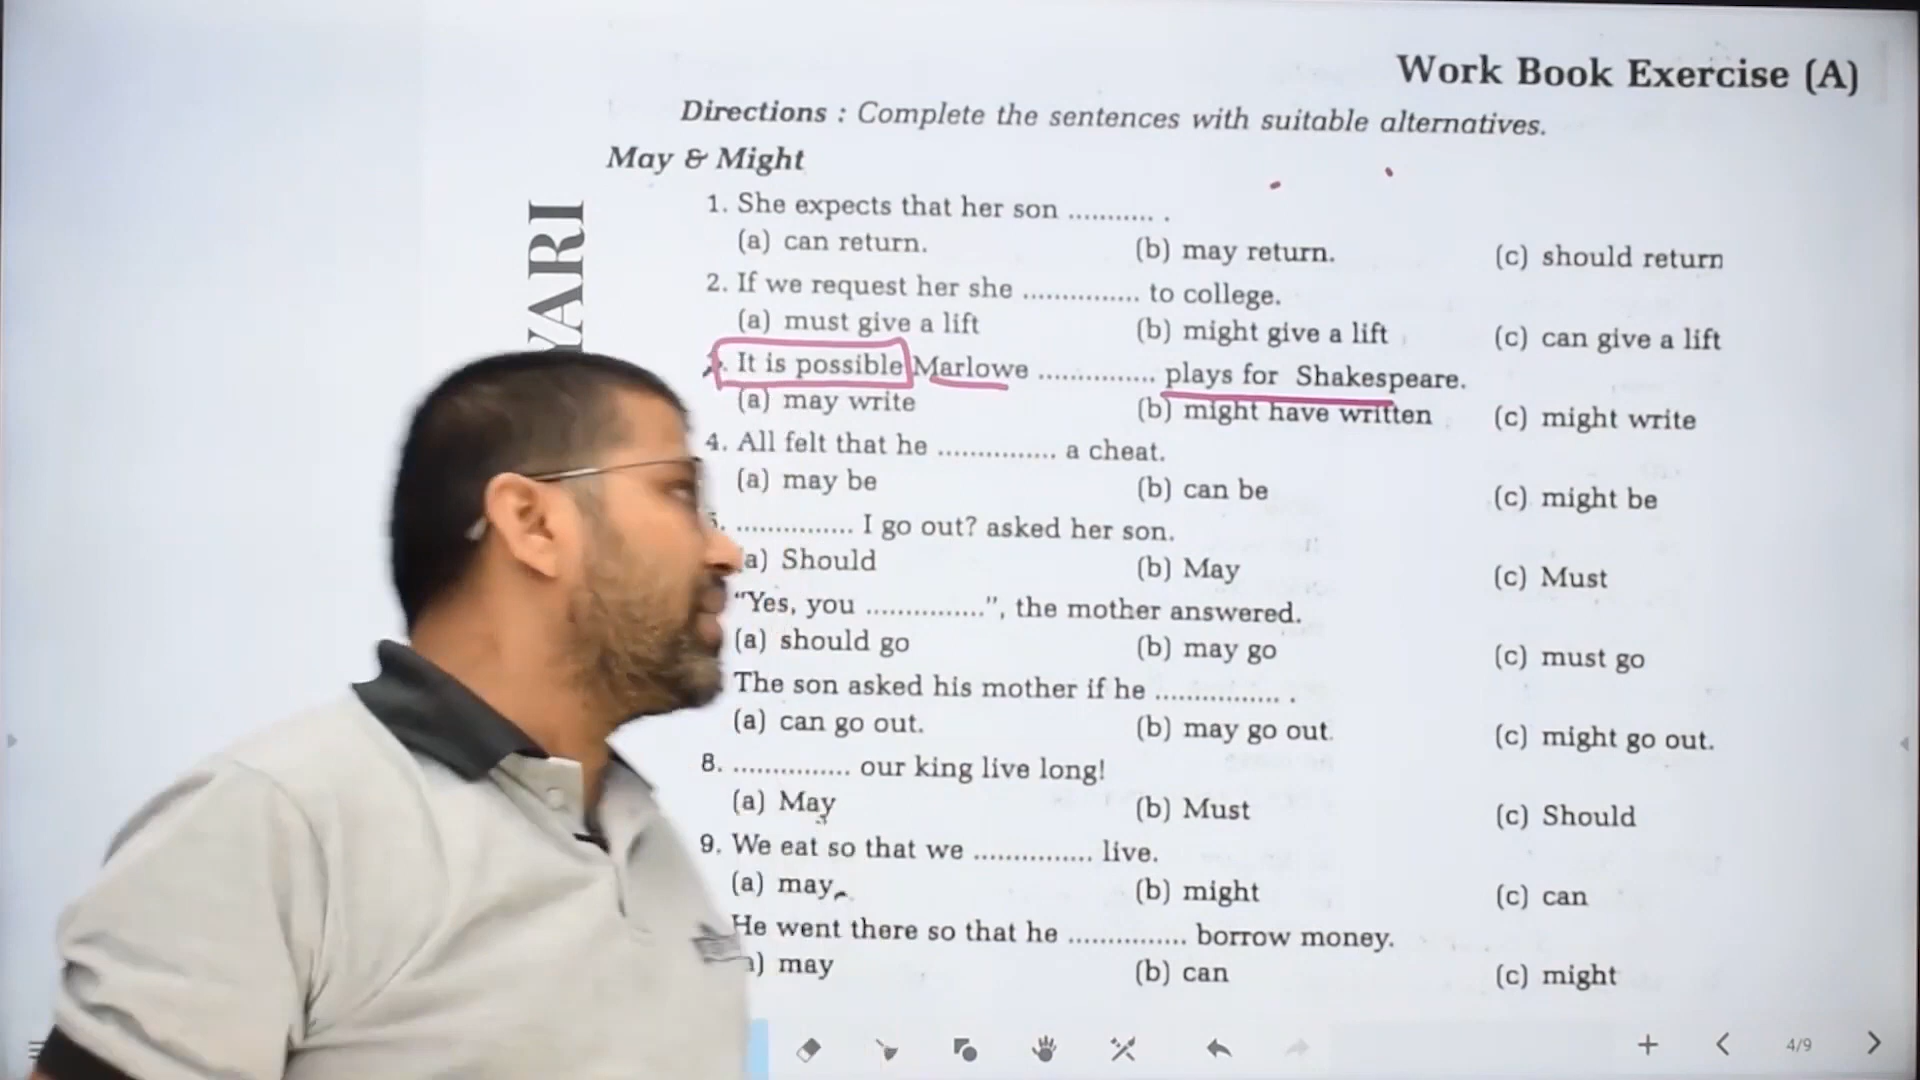 Work Book Exercise (A)
Directions : Complete the sentences with suitable alternatives.
May & Might
YARI
1. She expects that her son ............ .
(a) can return. (b) may return. (c) should return
2. If we request her she ............... to college.
(a) must give a lift (b) might give a lift (c) can give a lift
. It is possible Marlowe ............... plays for Shakespeare.
(a) may write (b) might have written (c) might write
4. All felt that he ............... a cheat.
(a) may be (b) can be (c) might be
5. ............... I go out? asked her son.
a) Should (b) May (c) Must
"Yes, you ...............", the mother answered.
(a) should go (b) may go (c) must go
The son asked his mother if he ................ .
(a) can go out. (b) may go out. (c) might go out.
8. ............... our king live long!
(a) May (b) Must (c) Should
9. We eat so that we ............... live.
(a) may (b) might (c) can
He went there so that he ............... borrow money.
) may (b) can (c) might
4/9